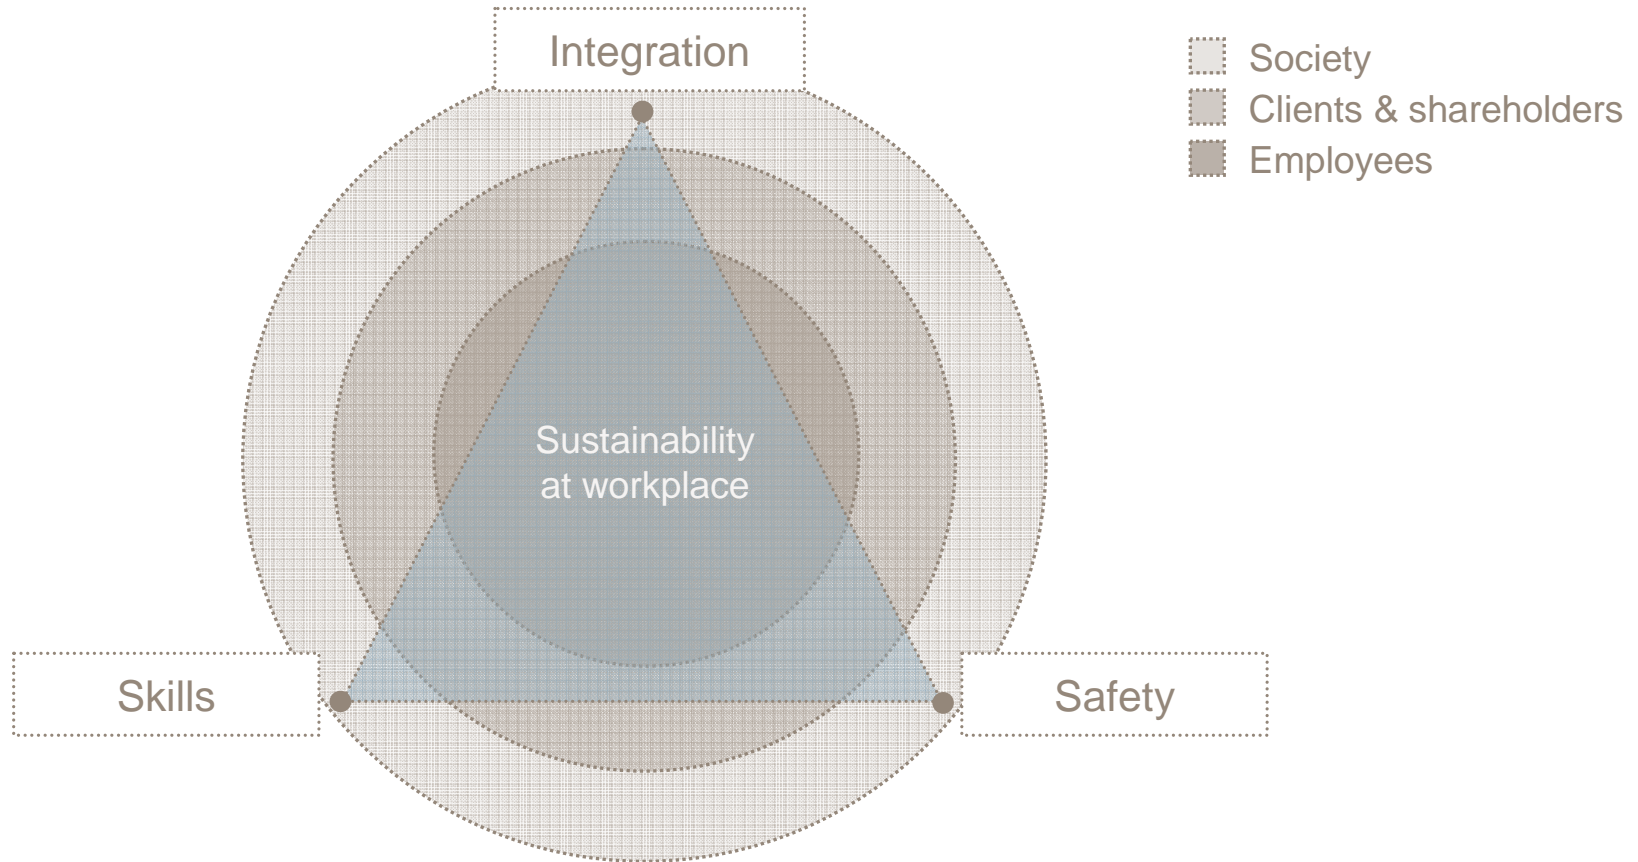 Integration
Society
Clients & shareholders
Employees
Sustainability
at workplace
Skills
Safety